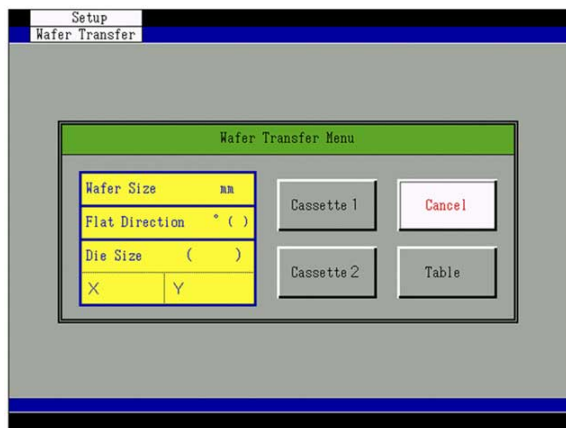 Setup
Wafer Transfer
Wafer Transfer Menu
Wafer Size mm
Flat Direction ° ( )
Die Size ( )
X Y
Cassette 1
Cancel
Cassette 2
Table